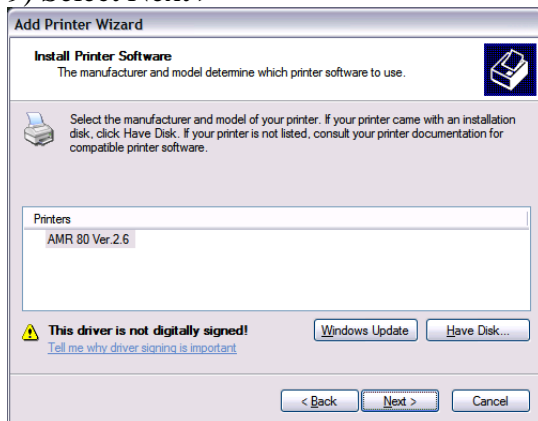 9) Select Next>
Add Printer Wizard
Install Printer Software
The manufacturer and model determine which printer software to use.
Select the manufacturer and model of your printer. If your printer came with an installation
disk, click Have Disk. If your printer is not listed, consult your printer documentation for
compatible printer software.
Printers
AMR 80 Ver.2.6
This driver is not digitally signed!
Tell me why driver signing is important
Windows Update
Have Disk...
< Back
Next >
Cancel